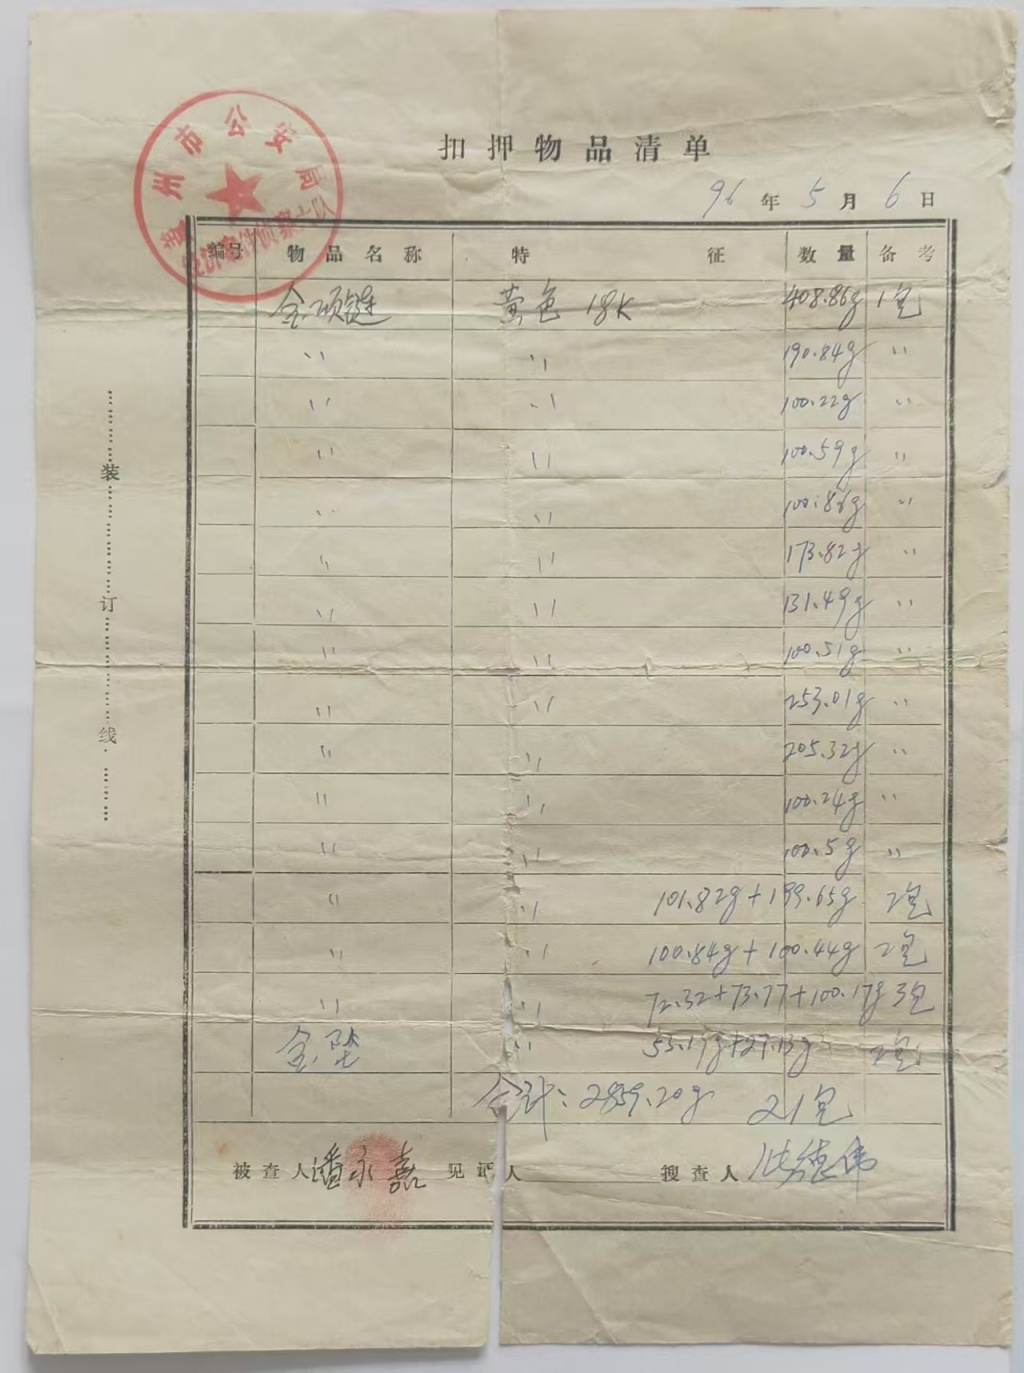 扣押物品清单
96年5月6日
州市公安局
编号 物品名称 特征 数量 备考
金项链 黄色 18K 408.86g 1包
〃 〃 190.84g 〃
〃 〃 100.22g 〃
〃 〃 100.59g 〃
〃 〃 100.86g 〃
〃 〃 173.82g 〃
〃 〃 131.49g 〃
〃 〃 100.51g 〃
〃 〃 253.01g 〃
〃 〃 205.32g 〃
〃 〃 100.24g 〃
〃 〃 100.5g 〃
〃 〃 101.82g+199.65g 2包
〃 〃 100.84g+100.44g 2包
〃 〃 72.32+73.77+100.17g 3包
金坠 〃 2包
合计:2859.20g 21包
被查人 潘永嘉 见证人 搜查人 德伟
装订线